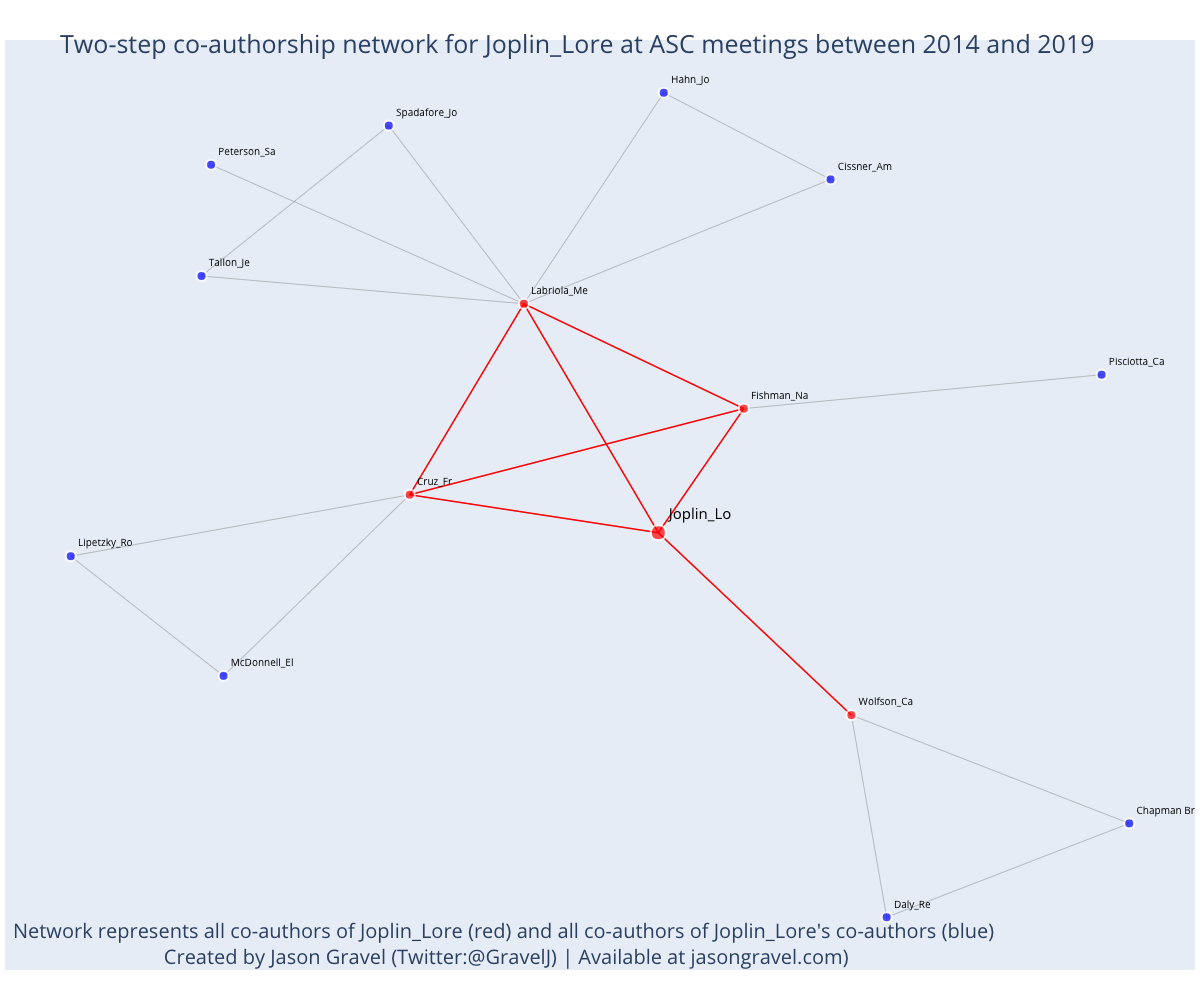 Two-step co-authorship network for Joplin_Lore at ASC meetings between 2014 and 2019
Hahn_Jo
Spadafore_Jo
Peterson_Sa
Cissner_Am
Tallon_Je
Labriola_Me
Pisciotta_Ca
Fishman_Na
Cruz_Fr
Joplin_Lo
Lipetzky_Ro
McDonnell_El
Wolfson_Ca
Chapman Br
Daly_Re
Network represents all co-authors of Joplin_Lore (red) and all co-authors of Joplin_Lore's co-authors (blue)
Created by Jason Gravel (Twitter:@GravelJ) | Available at jasongravel.com)